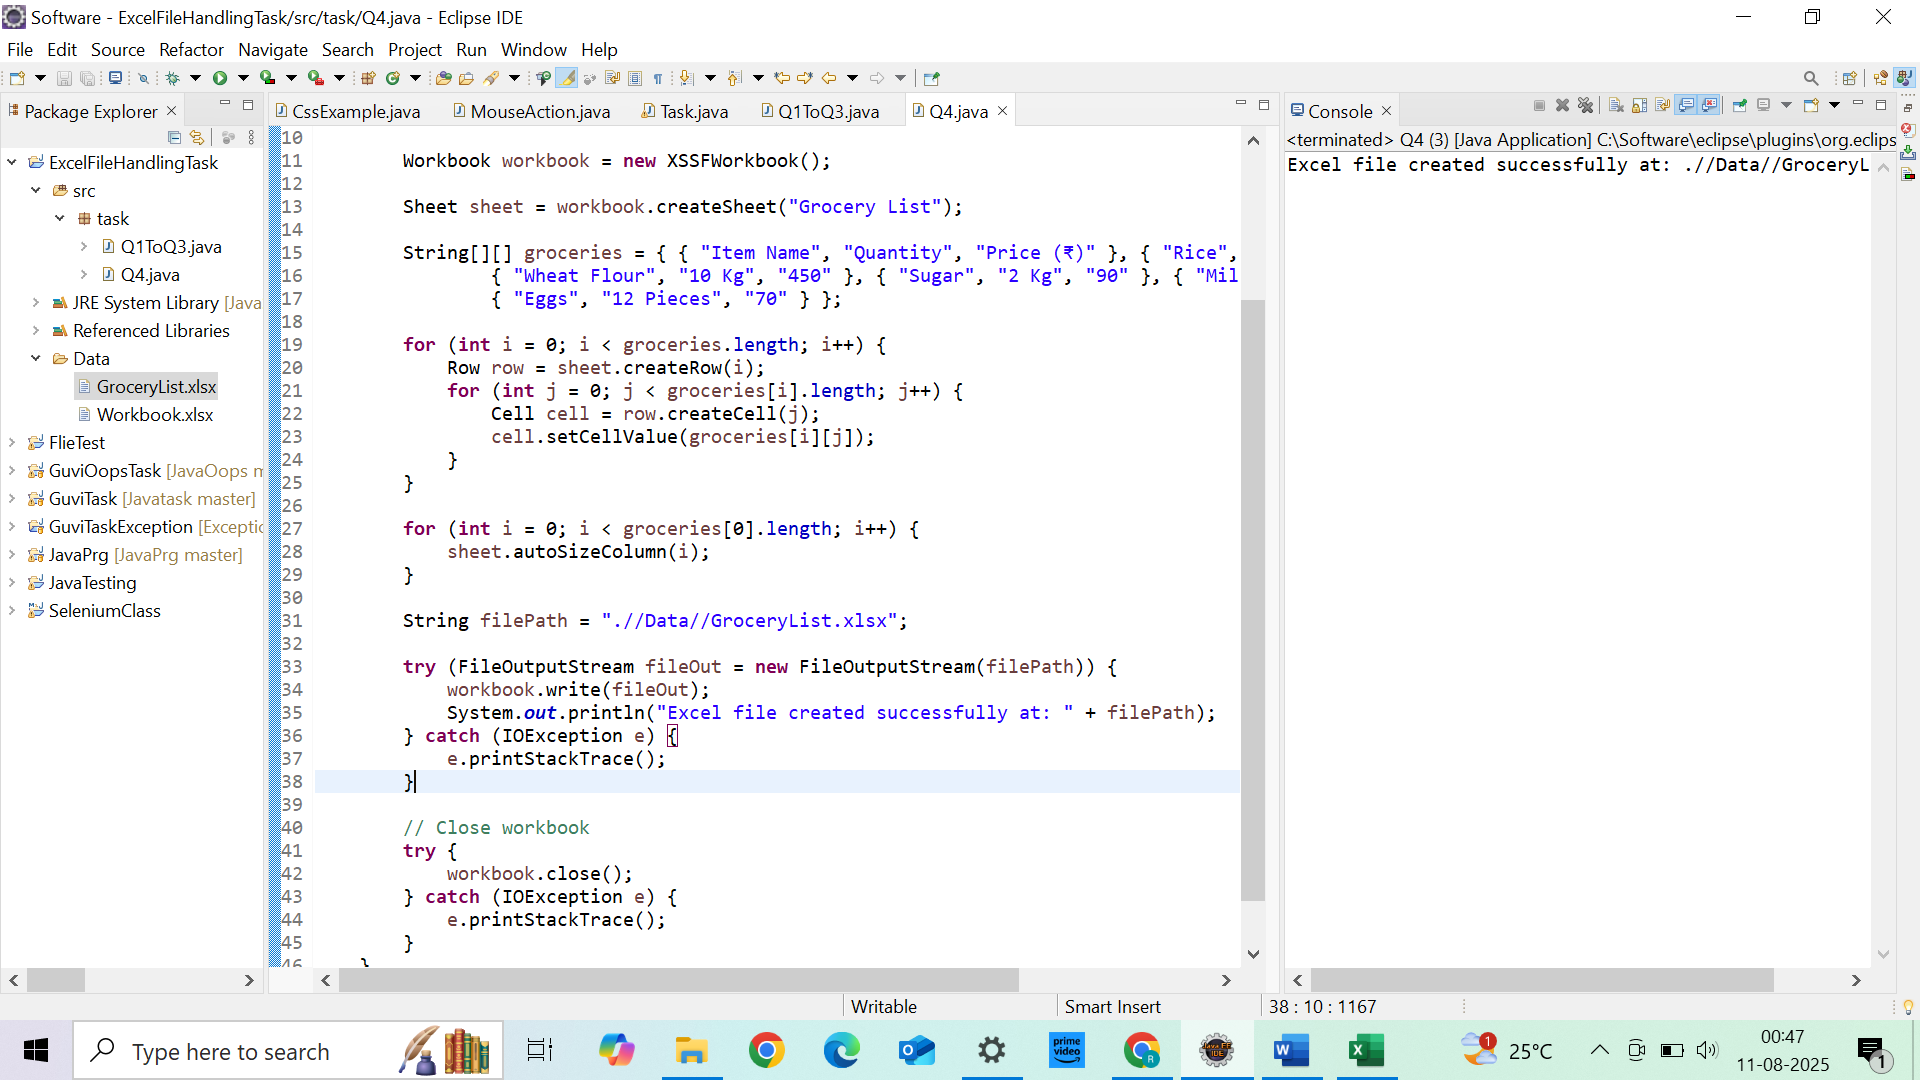 Software - ExcelFileHandlingTask/src/task/Q4.java - Eclipse IDE
File Edit Source Refactor Navigate Search Project Run Window Help
Package Explorer
ExcelFileHandlingTask
src
task
Q1ToQ3.java
Q4.java
JRE System Library [Java
Referenced Libraries
Data
GroceryList.xlsx
Workbook.xlsx
FlieTest
GuviOopsTask [JavaOops m
GuviTask [Javatask master]
GuviTaskException [Exceptio
JavaPrg [JavaPrg master]
JavaTesting
SeleniumClass
CssExample.java MouseAction.java Task.java Q1ToQ3.java Q4.java
10
11 Workbook workbook = new XSSFWorkbook();
12
13 Sheet sheet = workbook.createSheet("Grocery List");
14
15 String[][] groceries = { { "Item Name", "Quantity", "Price (₹)" }, { "Rice",
16 { "Wheat Flour", "10 Kg", "450" }, { "Sugar", "2 Kg", "90" }, { "Mil
17 { "Eggs", "12 Pieces", "70" } };
18
19 for (int i = 0; i < groceries.length; i++) {
20 Row row = sheet.createRow(i);
21 for (int j = 0; j < groceries[i].length; j++) {
22 Cell cell = row.createCell(j);
23 cell.setCellValue(groceries[i][j]);
24 }
25 }
26
27 for (int i = 0; i < groceries[0].length; i++) {
28 sheet.autoSizeColumn(i);
29 }
30
31 String filePath = ".//Data//GroceryList.xlsx";
32
33 try (FileOutputStream fileOut = new FileOutputStream(filePath)) {
34 workbook.write(fileOut);
35 System.out.println("Excel file created successfully at: " + filePath);
36 } catch (IOException e) {
37 e.printStackTrace();
38 }
39
40 // Close workbook
41 try {
42 workbook.close();
43 } catch (IOException e) {
44 e.printStackTrace();
45 }
46 }
Console
<terminated> Q4 (3) [Java Application] C:\Software\eclipse\plugins\org.eclips
Excel file created successfully at: .//Data//GroceryL
Writable Smart Insert 38 : 10 : 1167
Type here to search
prime video
1 25°C
00:47
11-08-2025
1